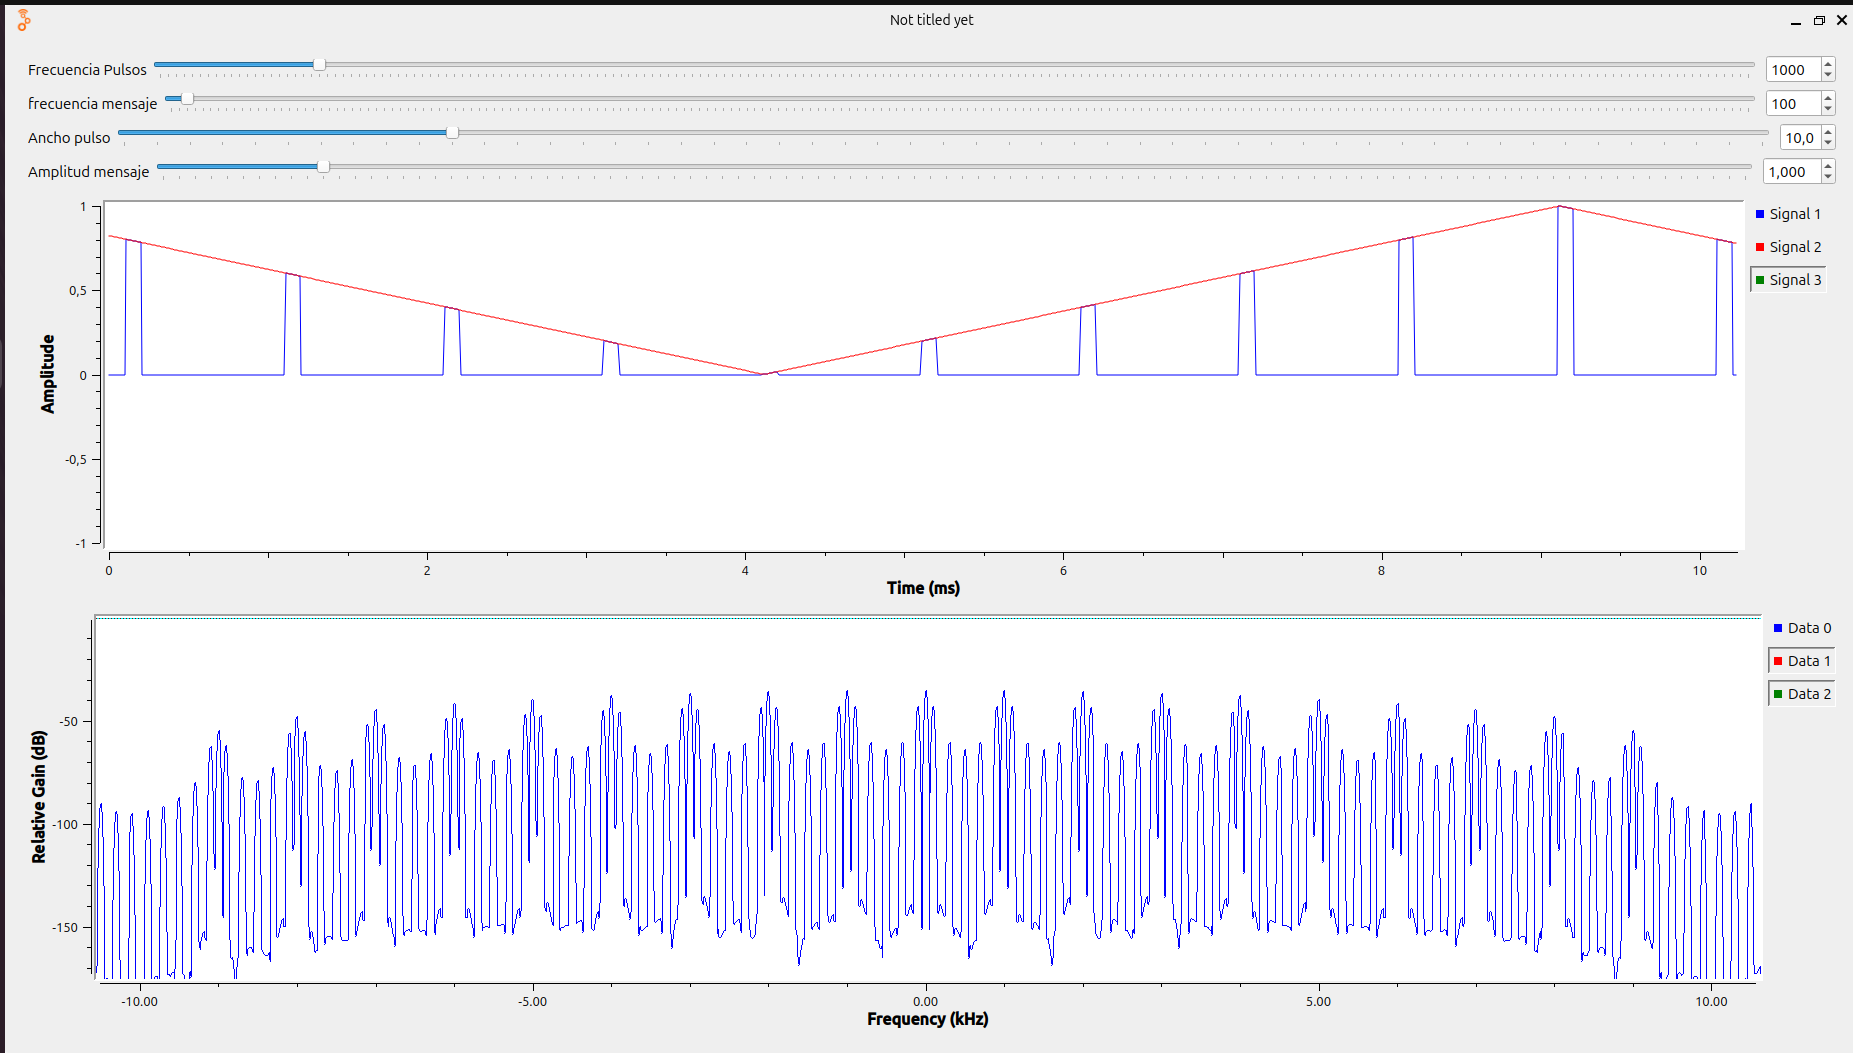 Not titled yet
Frecuencia Pulsos 1000
frecuencia mensaje 100
Ancho pulso 10,0
Amplitud mensaje 1,000
1
0,5
0
-0,5
-1
Amplitude
0 2 4 6 8 10
Time (ms)
Signal 1
Signal 2
Signal 3
-50
-100
-150
Relative Gain (dB)
-10.00 -5.00 0.00 5.00 10.00
Frequency (kHz)
Data 0
Data 1
Data 2